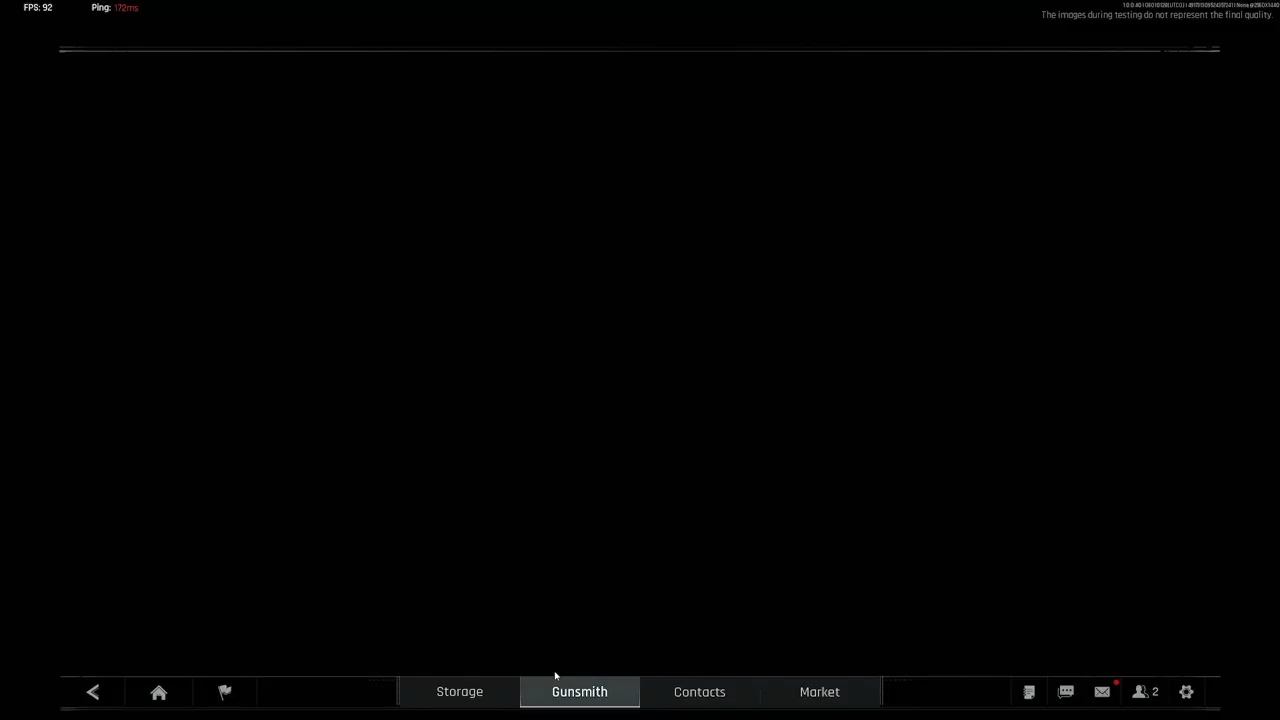 FPS: 92 Ping: 172ms
The images during testing do not represent the final quality.
Storage Gunsmith Contacts Market 2